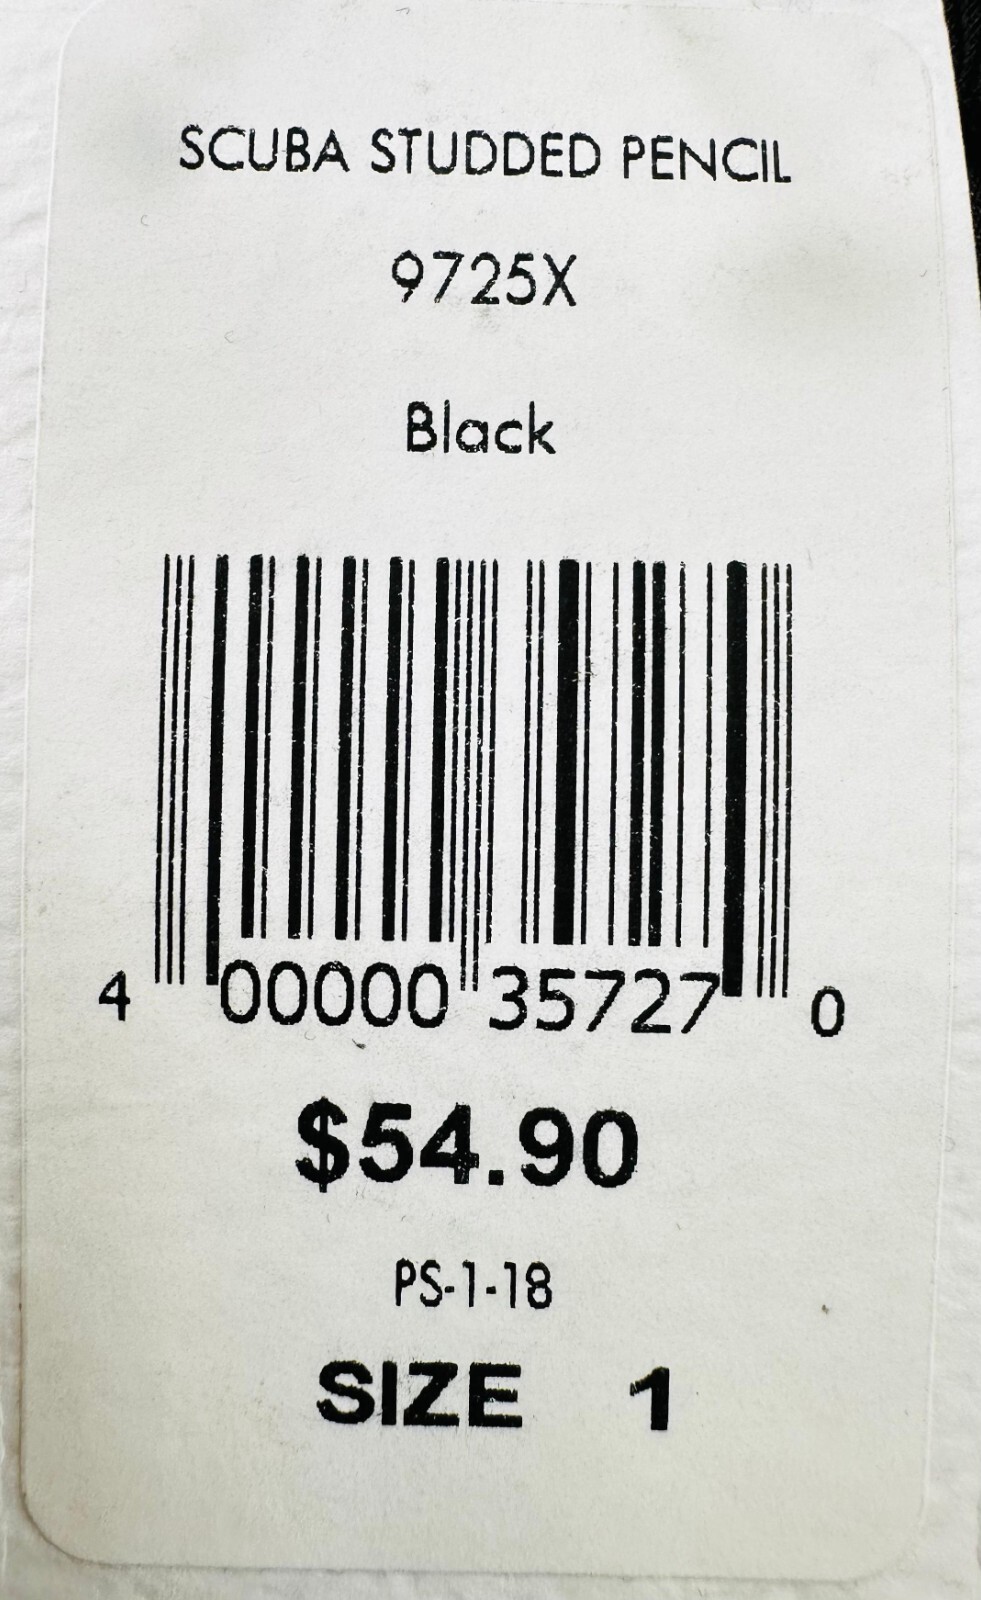 SCUBA STUDDED PENCIL
9725X
Black
4 00000 35727 0
$54.90
PS-1-18
SIZE 1